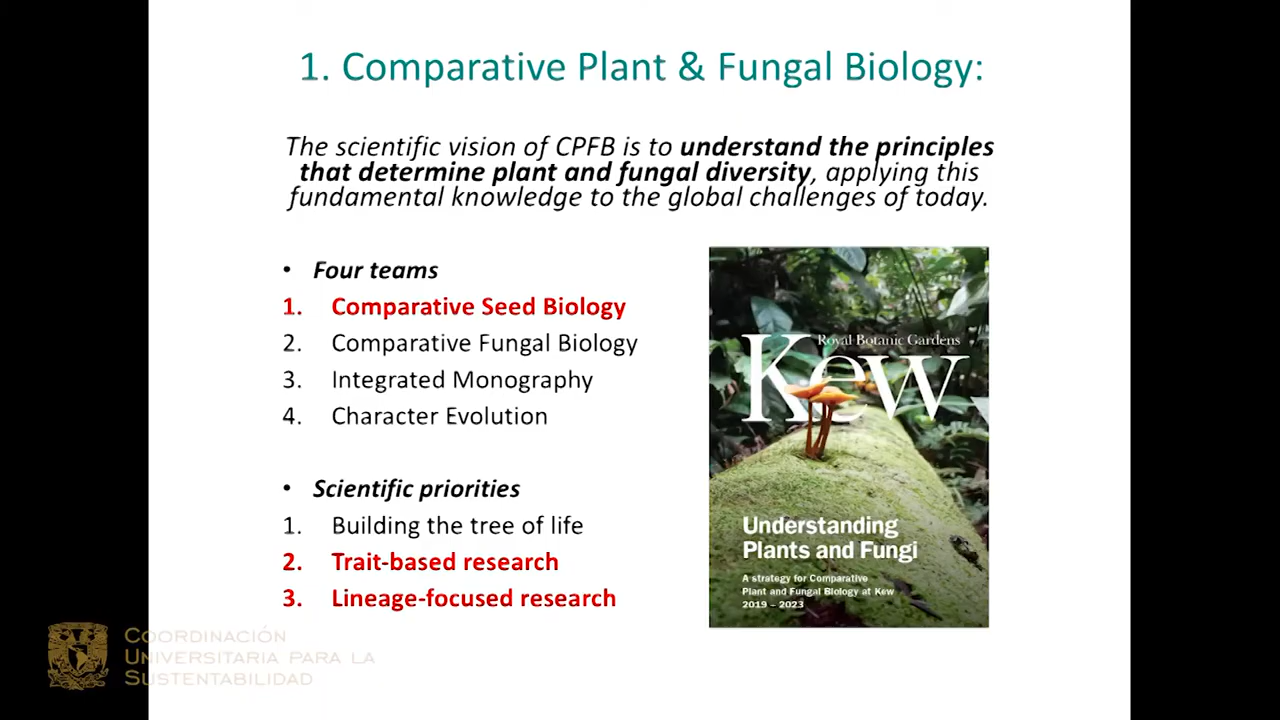 1. Comparative Plant & Fungal Biology:
The scientific vision of CPFB is to understand the principles
that determine plant and fungal diversity, applying this
fundamental knowledge to the global challenges of today.
• Four teams
1. Comparative Seed Biology
2. Comparative Fungal Biology
3. Integrated Monography
4. Character Evolution
• Scientific priorities
1. Building the tree of life
2. Trait-based research
3. Lineage-focused research
Royal Botanic Gardens
Kew
Understanding
Plants and Fungi
A strategy for Comparative
Plant and Fungal Biology at Kew
2019 – 2023
COORDINACIÓN
UNIVERSITARIA PARA LA
SUSTENTABILIDAD